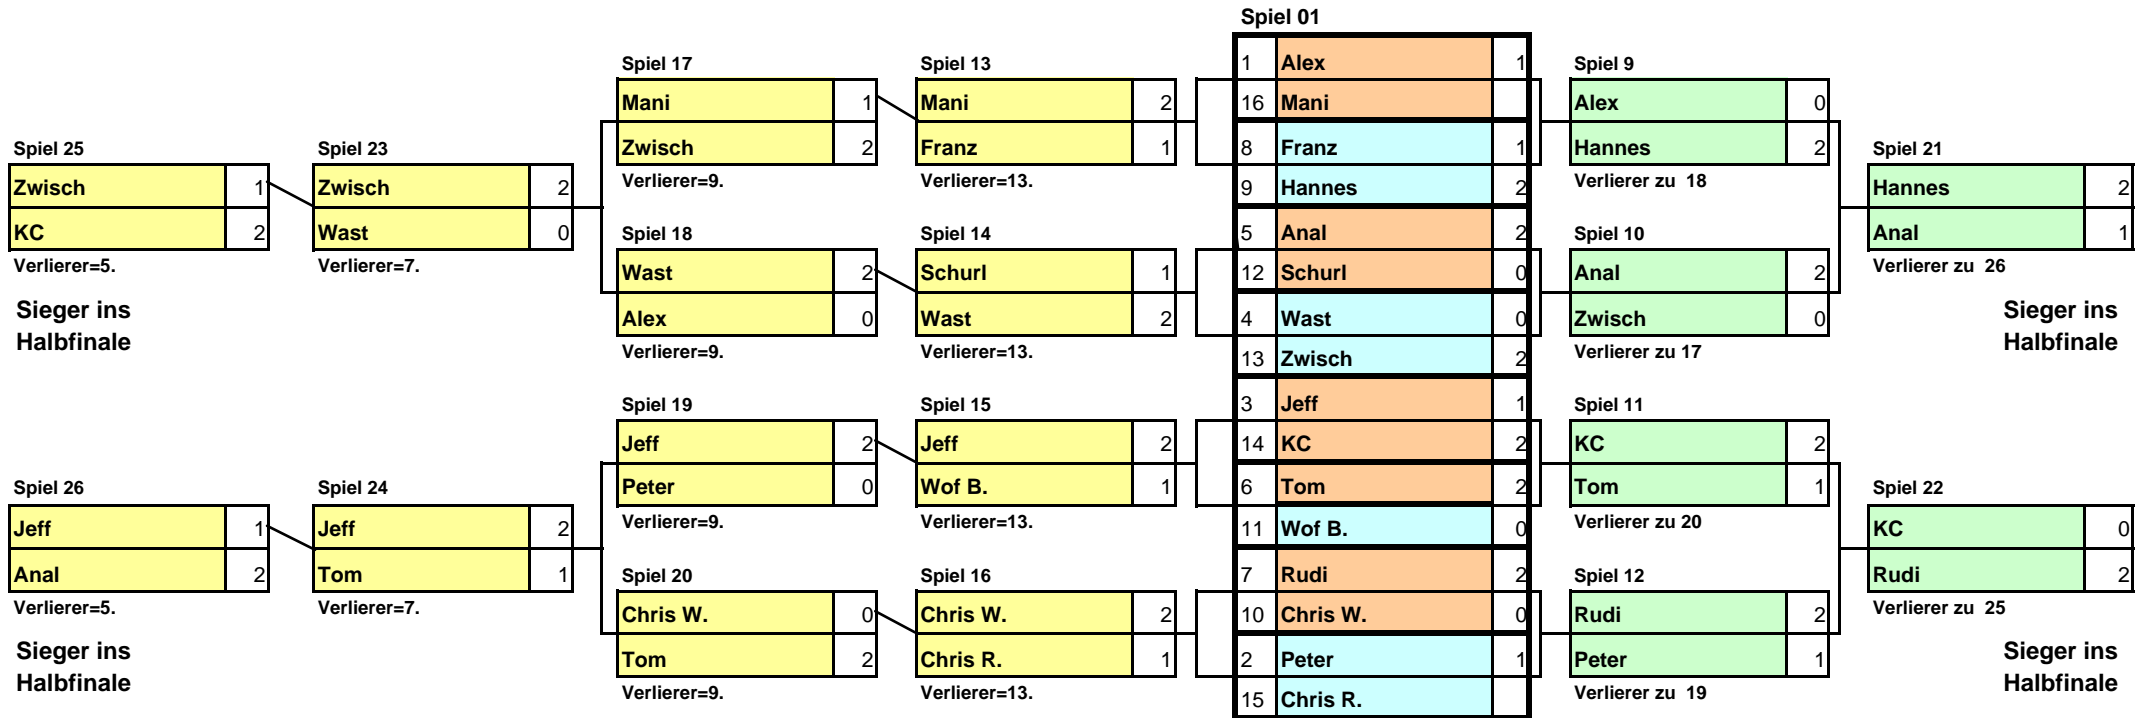 Spiel 01
1 Alex 1
16 Mani
8 Franz 1
9 Hannes 2
5 Anal 2
12 Schurl 0
4 Wast 0
13 Zwisch 2
3 Jeff 1
14 KC 2
6 Tom 2
11 Wof B. 0
7 Rudi 2
10 Chris W. 0
2 Peter 1
15 Chris R.
Spiel 25
Zwisch 1
KC 2
Verlierer=5.
Sieger ins
Halbfinale
Spiel 26
Jeff 1
Anal 2
Verlierer=5.
Sieger ins
Halbfinale
Spiel 23
Zwisch 2
Wast 0
Verlierer=7.
Spiel 24
Jeff 2
Tom 1
Verlierer=7.
Spiel 17
Mani 1
Zwisch 2
Verlierer=9.
Spiel 18
Wast 2
Alex 0
Verlierer=9.
Spiel 19
Jeff 2
Peter 0
Verlierer=9.
Spiel 20
Chris W. 0
Tom 2
Verlierer=9.
Spiel 13
Mani 2
Franz 1
Verlierer=13.
Spiel 14
Schurl 1
Wast 2
Verlierer=13.
Spiel 15
Jeff 2
Wof B. 1
Verlierer=13.
Spiel 16
Chris W. 2
Chris R. 1
Verlierer=13.
Spiel 9
Alex 0
Hannes 2
Verlierer zu 18
Spiel 10
Anal 2
Zwisch 0
Verlierer zu 17
Spiel 11
KC 2
Tom 1
Verlierer zu 20
Spiel 12
Rudi 2
Peter 1
Verlierer zu 19
Spiel 21
Hannes 2
Anal 1
Verlierer zu 26
Sieger ins
Halbfinale
Spiel 22
KC 0
Rudi 2
Verlierer zu 25
Sieger ins
Halbfinale